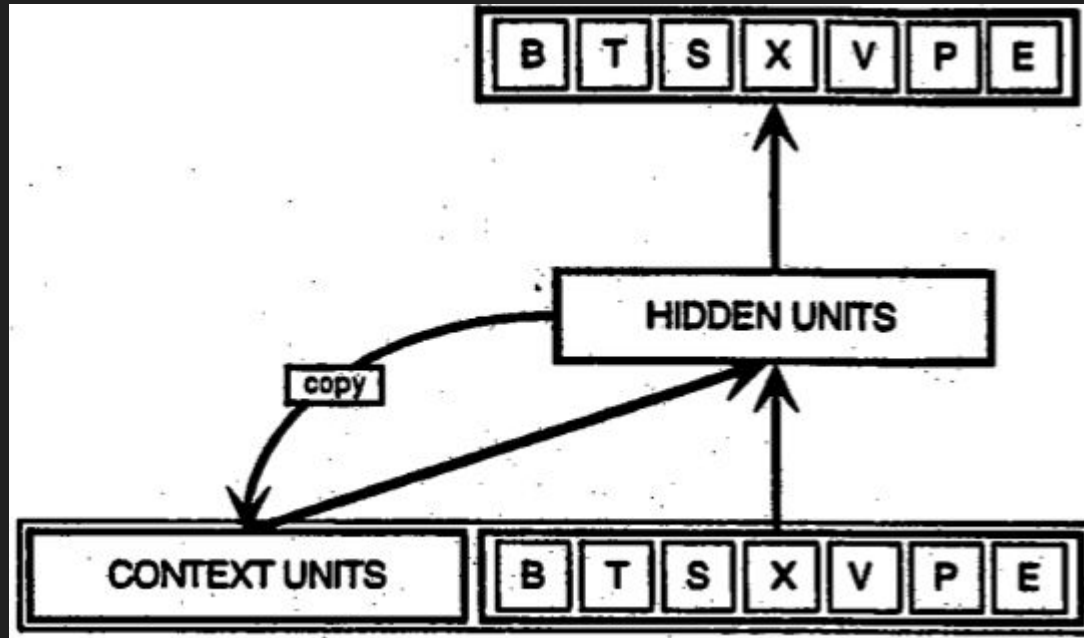 B T S X V P E
HIDDEN UNITS
copy
CONTEXT UNITS B T S X V P E